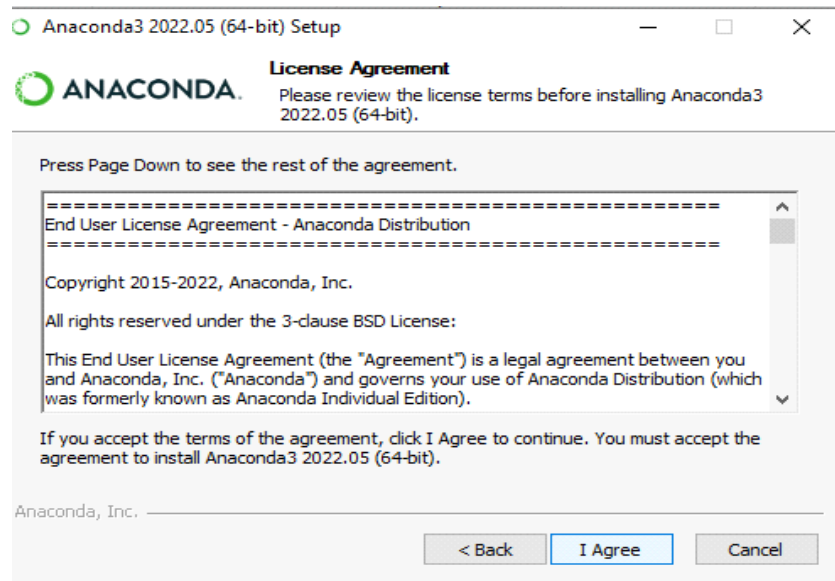 Anaconda3 2022.05 (64-bit) Setup
ANACONDA.
License Agreement
Please review the license terms before installing Anaconda3
2022.05 (64-bit).
Press Page Down to see the rest of the agreement.
==================================================
End User License Agreement - Anaconda Distribution
==================================================
Copyright 2015-2022, Anaconda, Inc.
All rights reserved under the 3-clause BSD License:
This End User License Agreement (the "Agreement") is a legal agreement between you
and Anaconda, Inc. ("Anaconda") and governs your use of Anaconda Distribution (which
was formerly known as Anaconda Individual Edition).
If you accept the terms of the agreement, click I Agree to continue. You must accept the
agreement to install Anaconda3 2022.05 (64-bit).
Anaconda, Inc.
< Back
I Agree
Cancel